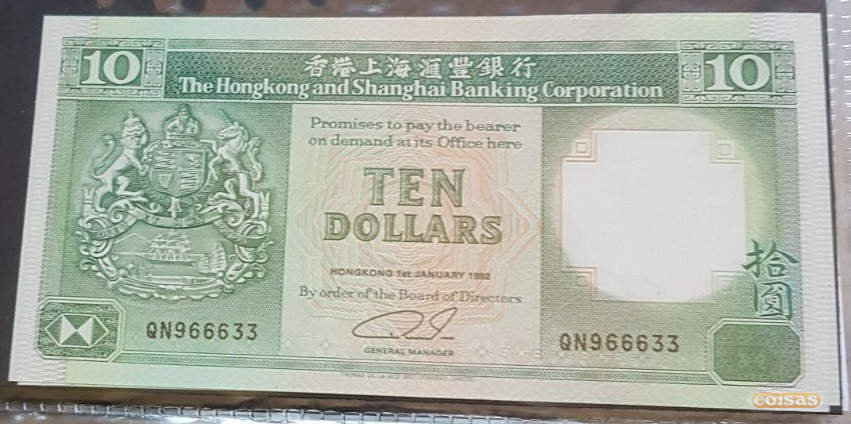 10
香港上海滙豐銀行
10
The Hongkong and Shanghai Banking Corporation
Promises to pay the bearer
on demand at its Office here
TEN
DOLLARS
HONGKONG 1st JANUARY 1992
By order of the Board of Directors
拾圓
QN966633
QN966633
GENERAL MANAGER
eoisas